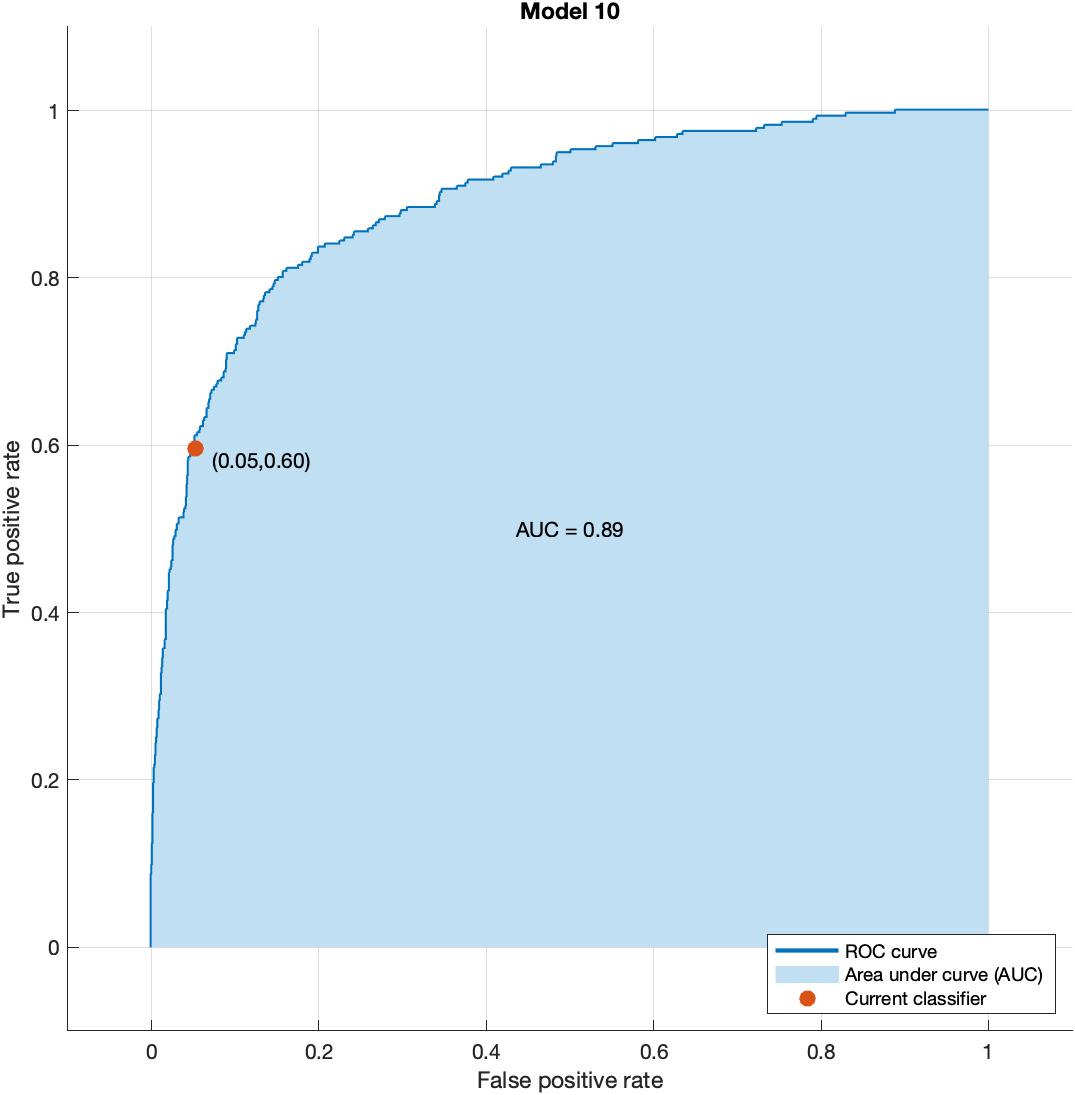 Model 10
1
0.8
0.6
0.4
0.2
0
True positive rate
(0.05,0.60)
AUC = 0.89
ROC curve
Area under curve (AUC)
Current classifier
0 0.2 0.4 0.6 0.8 1
False positive rate